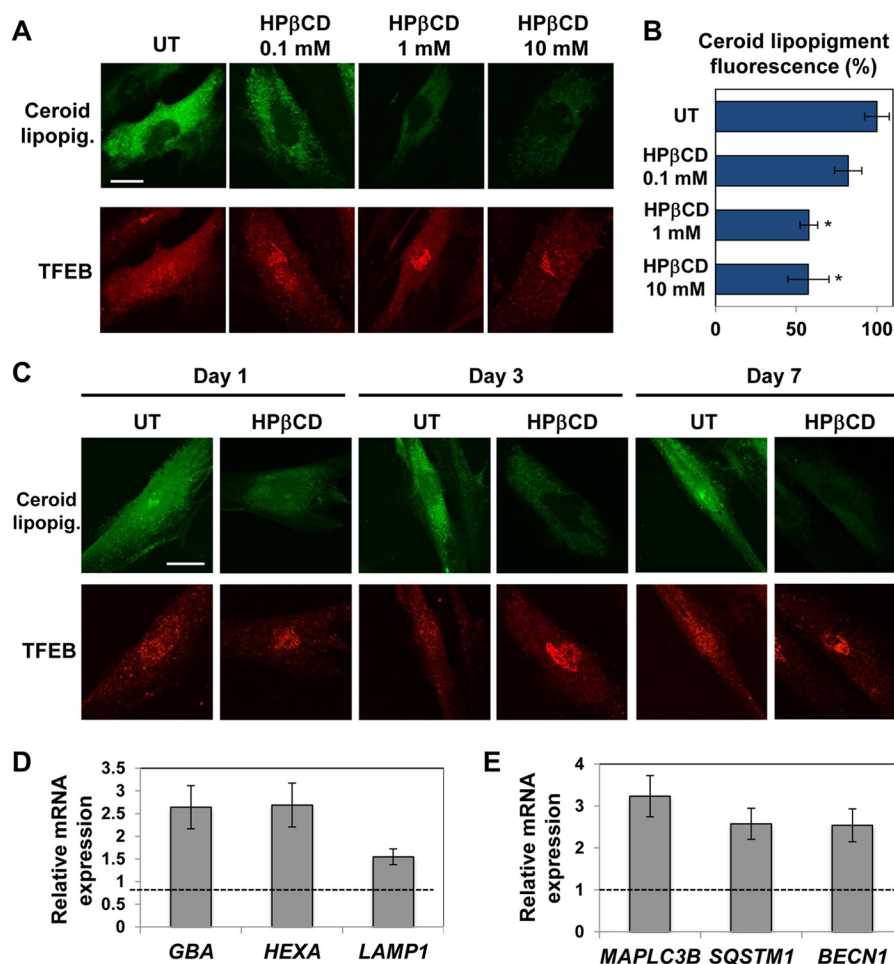 A
UT
HPβCD
0.1 mM
HPβCD
1 mM
HPβCD
10 mM
Ceroid
lipopig.
TFEB
B
Ceroid lipopigment
fluorescence (%)
UT
HPβCD
0.1 mM
HPβCD
1 mM
*
HPβCD
10 mM
*
0 50 100
C
Day 1 Day 3 Day 7
UT HPβCD UT HPβCD UT HPβCD
Ceroid
lipopig.
TFEB
D
Relative mRNA
expression
3.5
3
2.5
2
1.5
1
0.5
0
GBA HEXA LAMP1
E
Relative mRNA
expression
4
3
2
1
0
MAPLC3B SQSTM1 BECN1